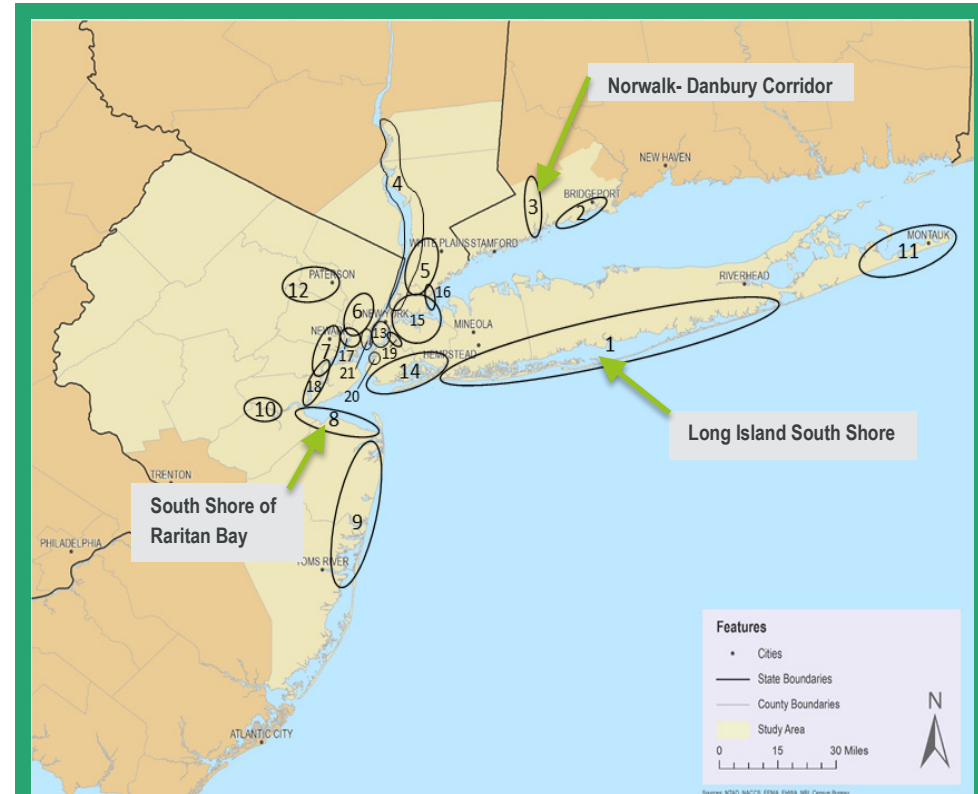 Norwalk- Danbury Corridor
NEW HAVEN
4
3
BRIDGEPORT
2
WHITE PLAINS STAMFORD
MONTAUK
11
5
RIVERHEAD
PATERSON
12
16
6
NEW YORK
15
13
MINEOLA
NEWA
7
17
19
HEMPSTEAD
1
21
14
18
20
10
8
Long Island South Shore
TRENTON
South Shore of
Raritan Bay
9
PHILADELPHIA
TOMS RIVER
Features
Cities
State Boundaries
County Boundaries
Study Area
0 15 30 Miles
N
ATLANTIC CITY